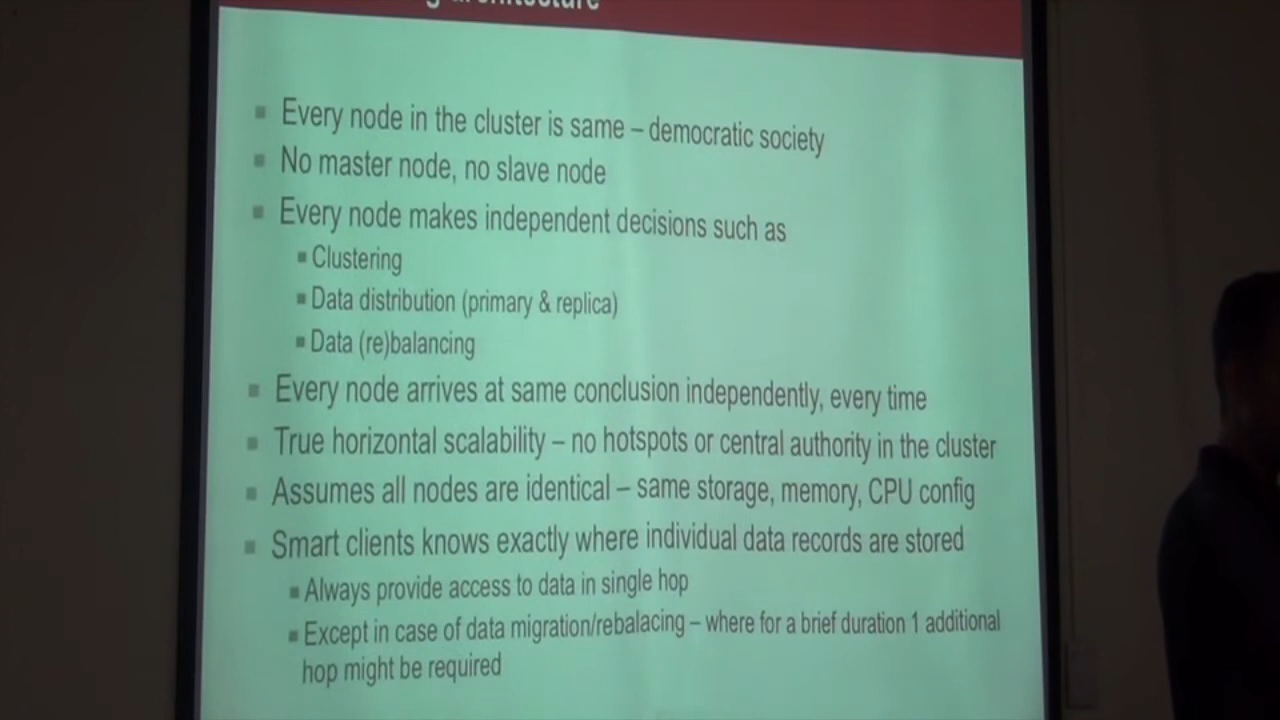 architecture
▪ Every node in the cluster is same – democratic society
▪ No master node, no slave node
▪ Every node makes independent decisions such as
▪ Clustering
▪ Data distribution (primary & replica)
▪ Data (re)balancing
▪ Every node arrives at same conclusion independently, every time
▪ True horizontal scalability – no hotspots or central authority in the cluster
▪ Assumes all nodes are identical – same storage, memory, CPU config
▪ Smart clients knows exactly where individual data records are stored
▪ Always provide access to data in single hop
▪ Except in case of data migration/rebalacing – where for a brief duration 1 additional
hop might be required